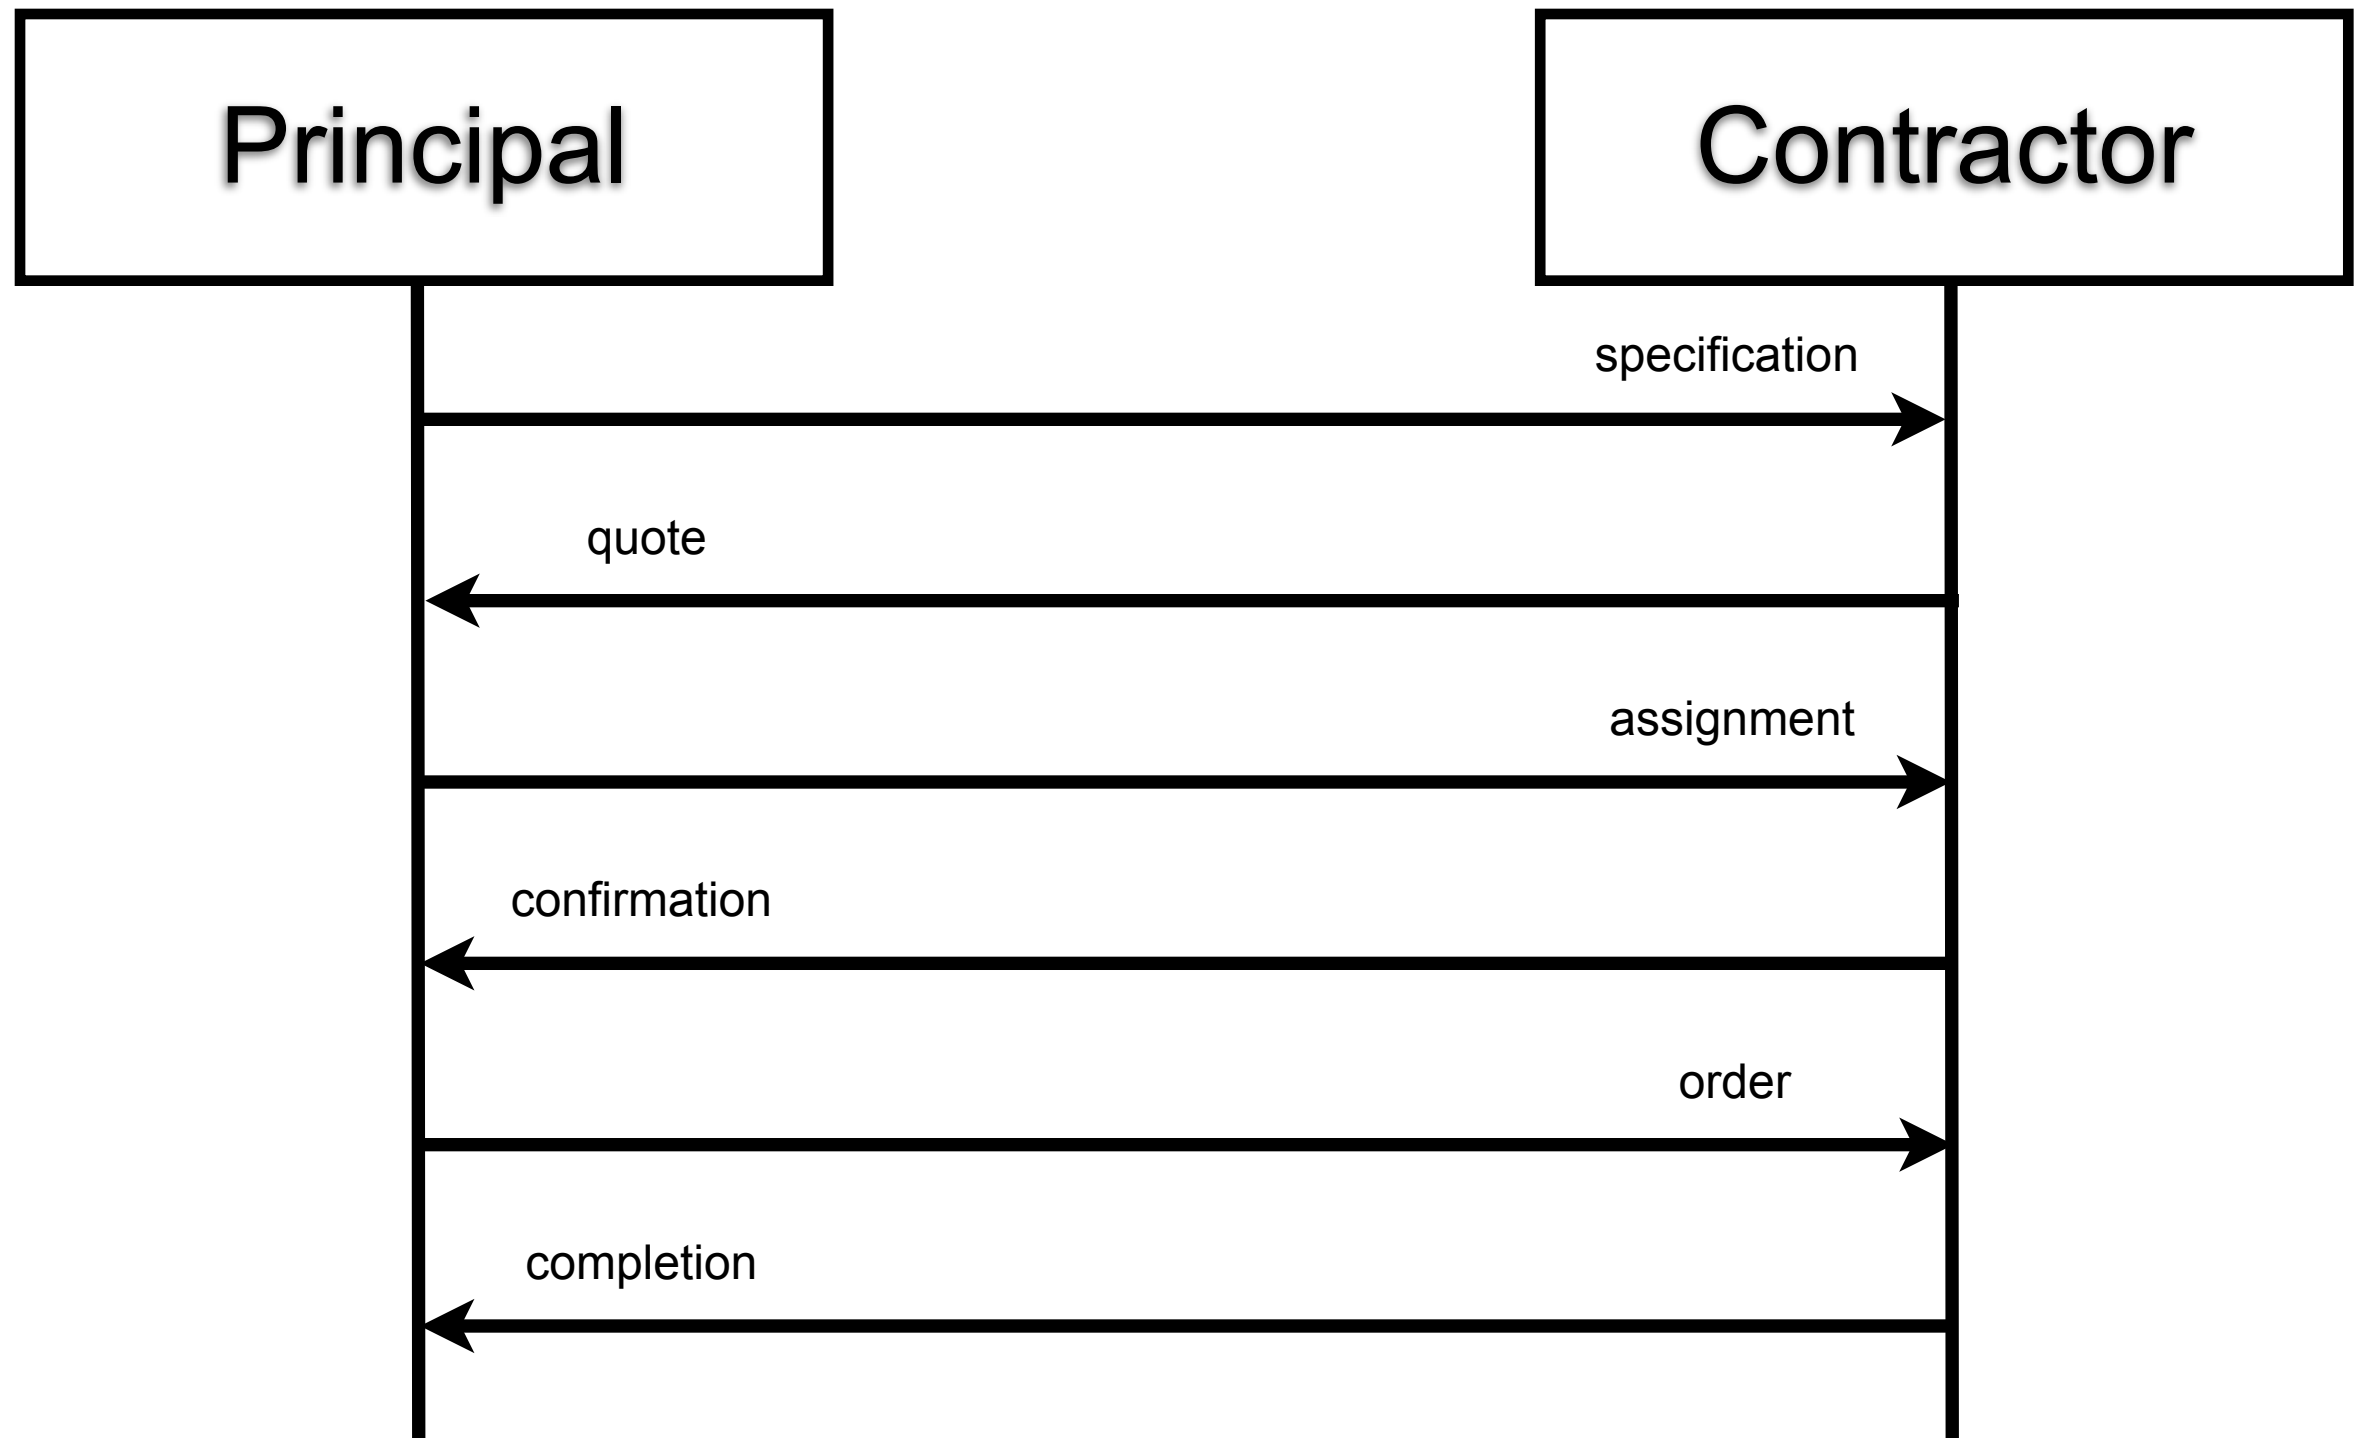 Principal
Contractor
specification
quote
assignment
confirmation
order
completion